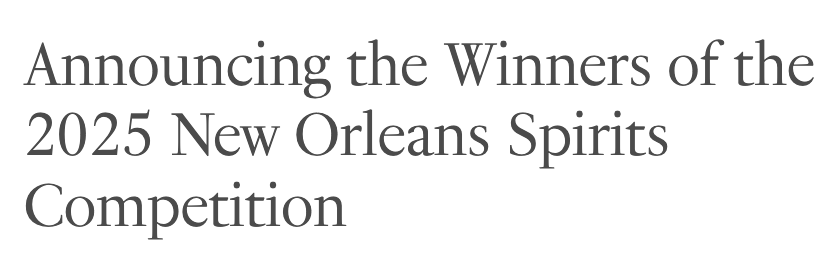 Announcing the Winners of the
2025 New Orleans Spirits
Competition